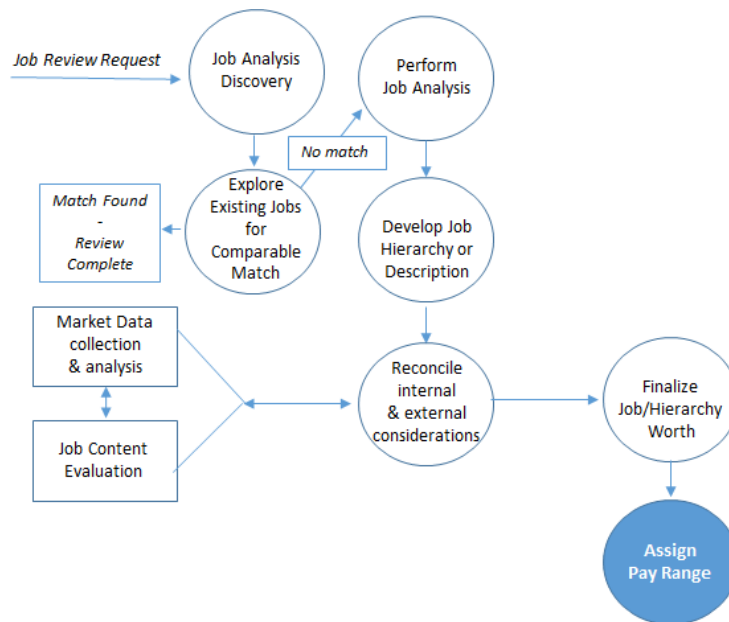 Job Review Request
Job Analysis
Discovery
Perform
Job Analysis
No match
Explore
Existing Jobs
for
Comparable
Match
Match Found
-
Review
Complete
Develop Job
Hierarchy or
Description
Market Data
collection
& analysis
Job Content
Evaluation
Reconcile
internal
& external
considerations
Finalize
Job/Hierarchy
Worth
Assign
Pay Range